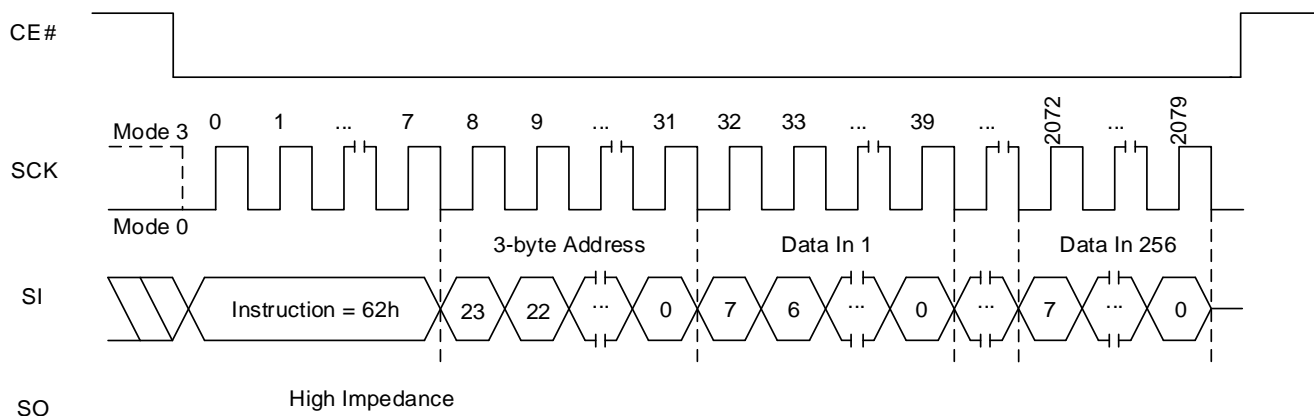 CE#
0 1 ... 7 8 9 ... 31 32 33 ... 39 ... 2072 ... 2079
Mode 3
SCK
Mode 0
3-byte Address Data In 1 Data In 256
SI Instruction = 62h 23 22 ... 0 7 6 ... 0 ... 7 ... 0
High Impedance
SO